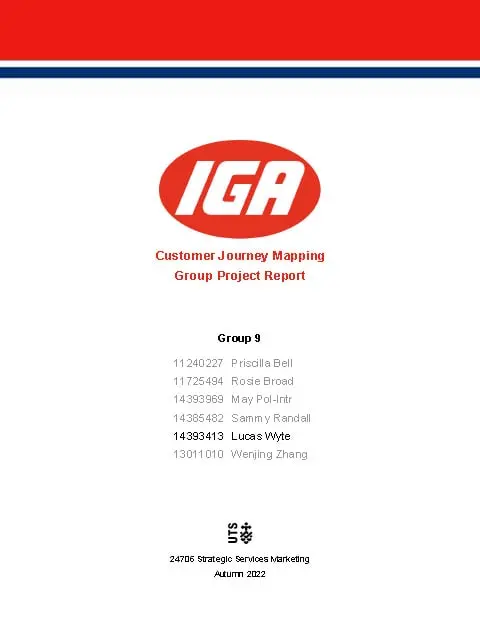 IGA
Customer Journey Mapping
Group Project Report
Group 9
11240227 Priscilla Bell
11725494 Rosie Broad
14393969 May Pol-Intr
14385482 Sammy Randall
14393413 Lucas Wyte
13011010 Wenjing Zhang
UTS
24706 Strategic Services Marketing
Autumn 2022